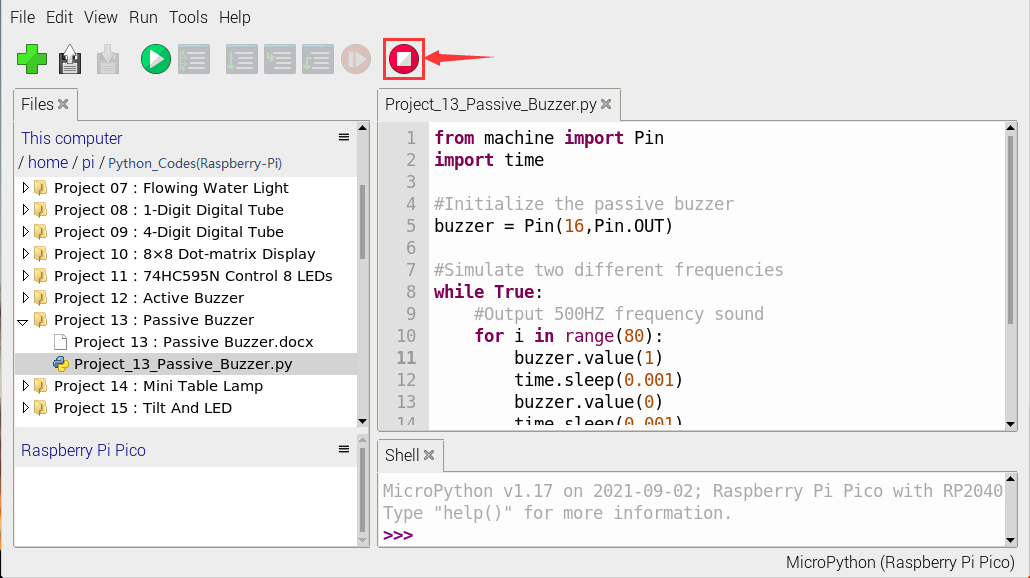 File Edit View Run Tools Help
Files
This computer
/ home / pi / Python_Codes(Raspberry-Pi)
Project 07 : Flowing Water Light
Project 08 : 1-Digit Digital Tube
Project 09 : 4-Digit Digital Tube
Project 10 : 8×8 Dot-matrix Display
Project 11 : 74HC595N Control 8 LEDs
Project 12 : Active Buzzer
Project 13 : Passive Buzzer
Project 13 : Passive Buzzer.docx
Project_13_Passive_Buzzer.py
Project 14 : Mini Table Lamp
Project 15 : Tilt And LED
Raspberry Pi Pico
Project_13_Passive_Buzzer.py
1 from machine import Pin
2 import time
3
4 #Initialize the passive buzzer
5 buzzer = Pin(16,Pin.OUT)
6
7 #Simulate two different frequencies
8 while True:
9     #Output 500HZ frequency sound
10     for i in range(80):
11         buzzer.value(1)
12         time.sleep(0.001)
13         buzzer.value(0)
14         time.sleep(0.001)
Shell
MicroPython v1.17 on 2021-09-02; Raspberry Pi Pico with RP2040
Type "help()" for more information.
>>>
MicroPython (Raspberry Pi Pico)